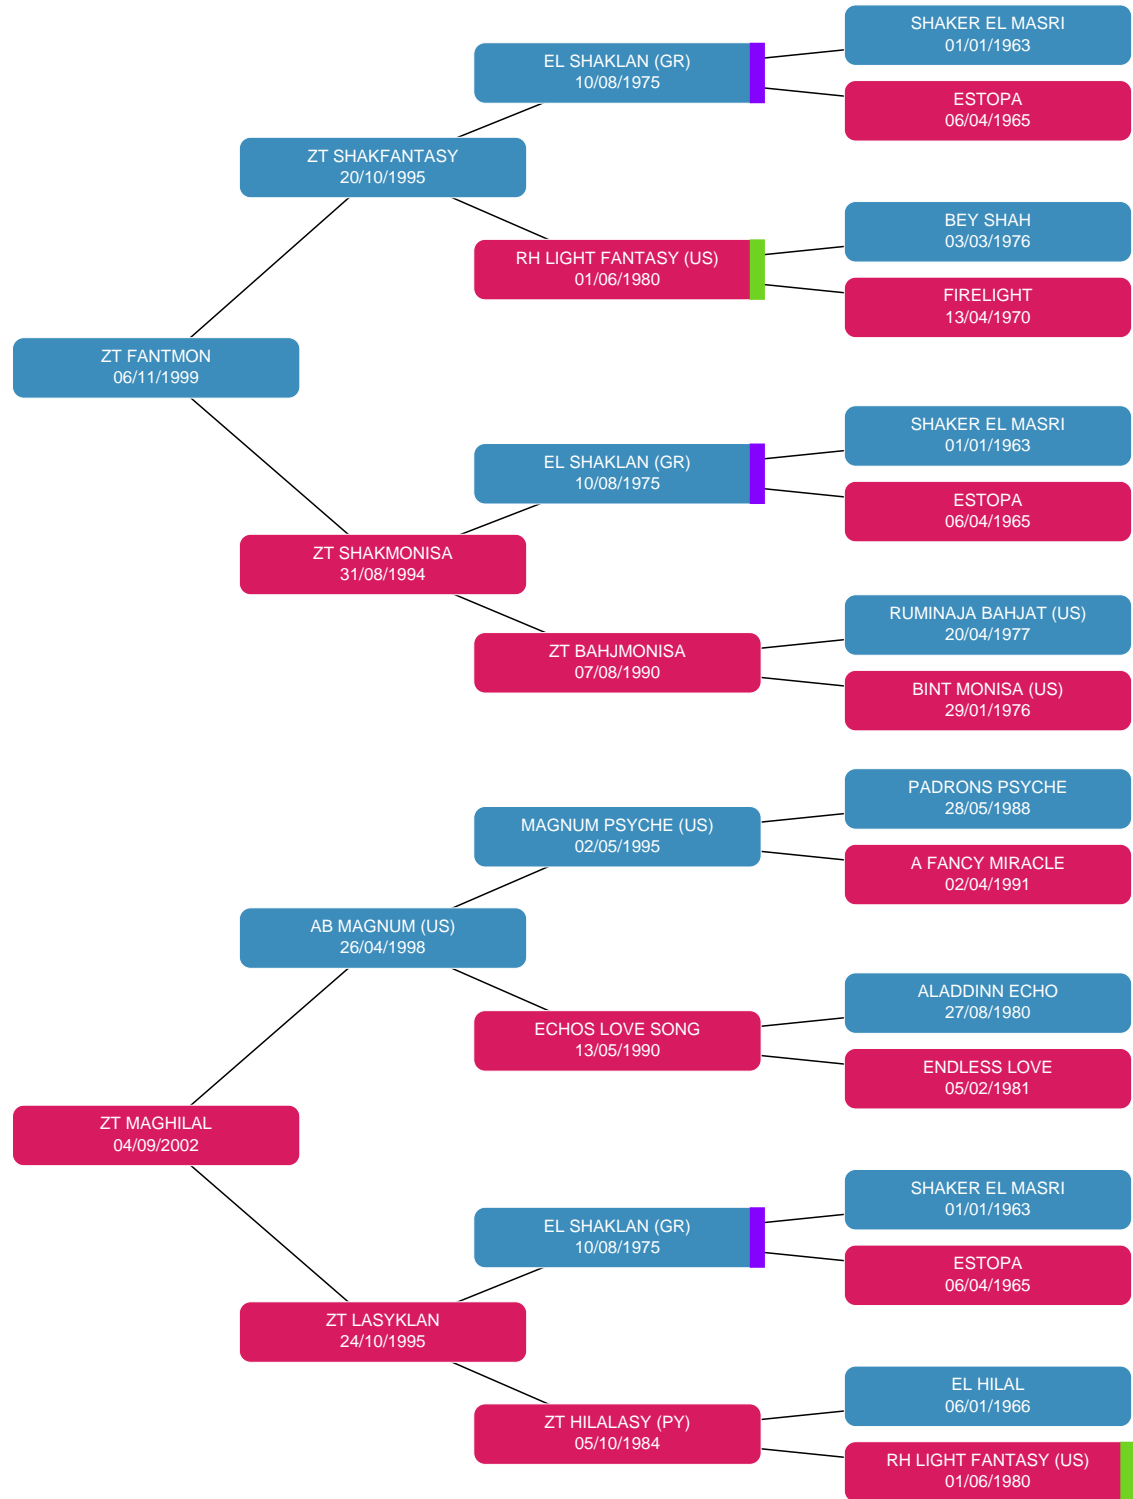 SHAKER EL MASRI
01/01/1963
EL SHAKLAN (GR)
10/08/1975
ESTOPA
06/04/1965
ZT SHAKFANTASY
20/10/1995
BEY SHAH
03/03/1976
RH LIGHT FANTASY (US)
01/06/1980
FIRELIGHT
13/04/1970
ZT FANTMON
06/11/1999
SHAKER EL MASRI
01/01/1963
EL SHAKLAN (GR)
10/08/1975
ESTOPA
06/04/1965
ZT SHAKMONISA
31/08/1994
RUMINAJA BAHJAT (US)
20/04/1977
ZT BAHJMONISA
07/08/1990
BINT MONISA (US)
29/01/1976
PADRONS PSYCHE
28/05/1988
MAGNUM PSYCHE (US)
02/05/1995
A FANCY MIRACLE
02/04/1991
AB MAGNUM (US)
26/04/1998
ALADDINN ECHO
27/08/1980
ECHOS LOVE SONG
13/05/1990
ENDLESS LOVE
05/02/1981
ZT MAGHILAL
04/09/2002
SHAKER EL MASRI
01/01/1963
EL SHAKLAN (GR)
10/08/1975
ESTOPA
06/04/1965
ZT LASYKLAN
24/10/1995
EL HILAL
06/01/1966
ZT HILALASY (PY)
05/10/1984
RH LIGHT FANTASY (US)
01/06/1980